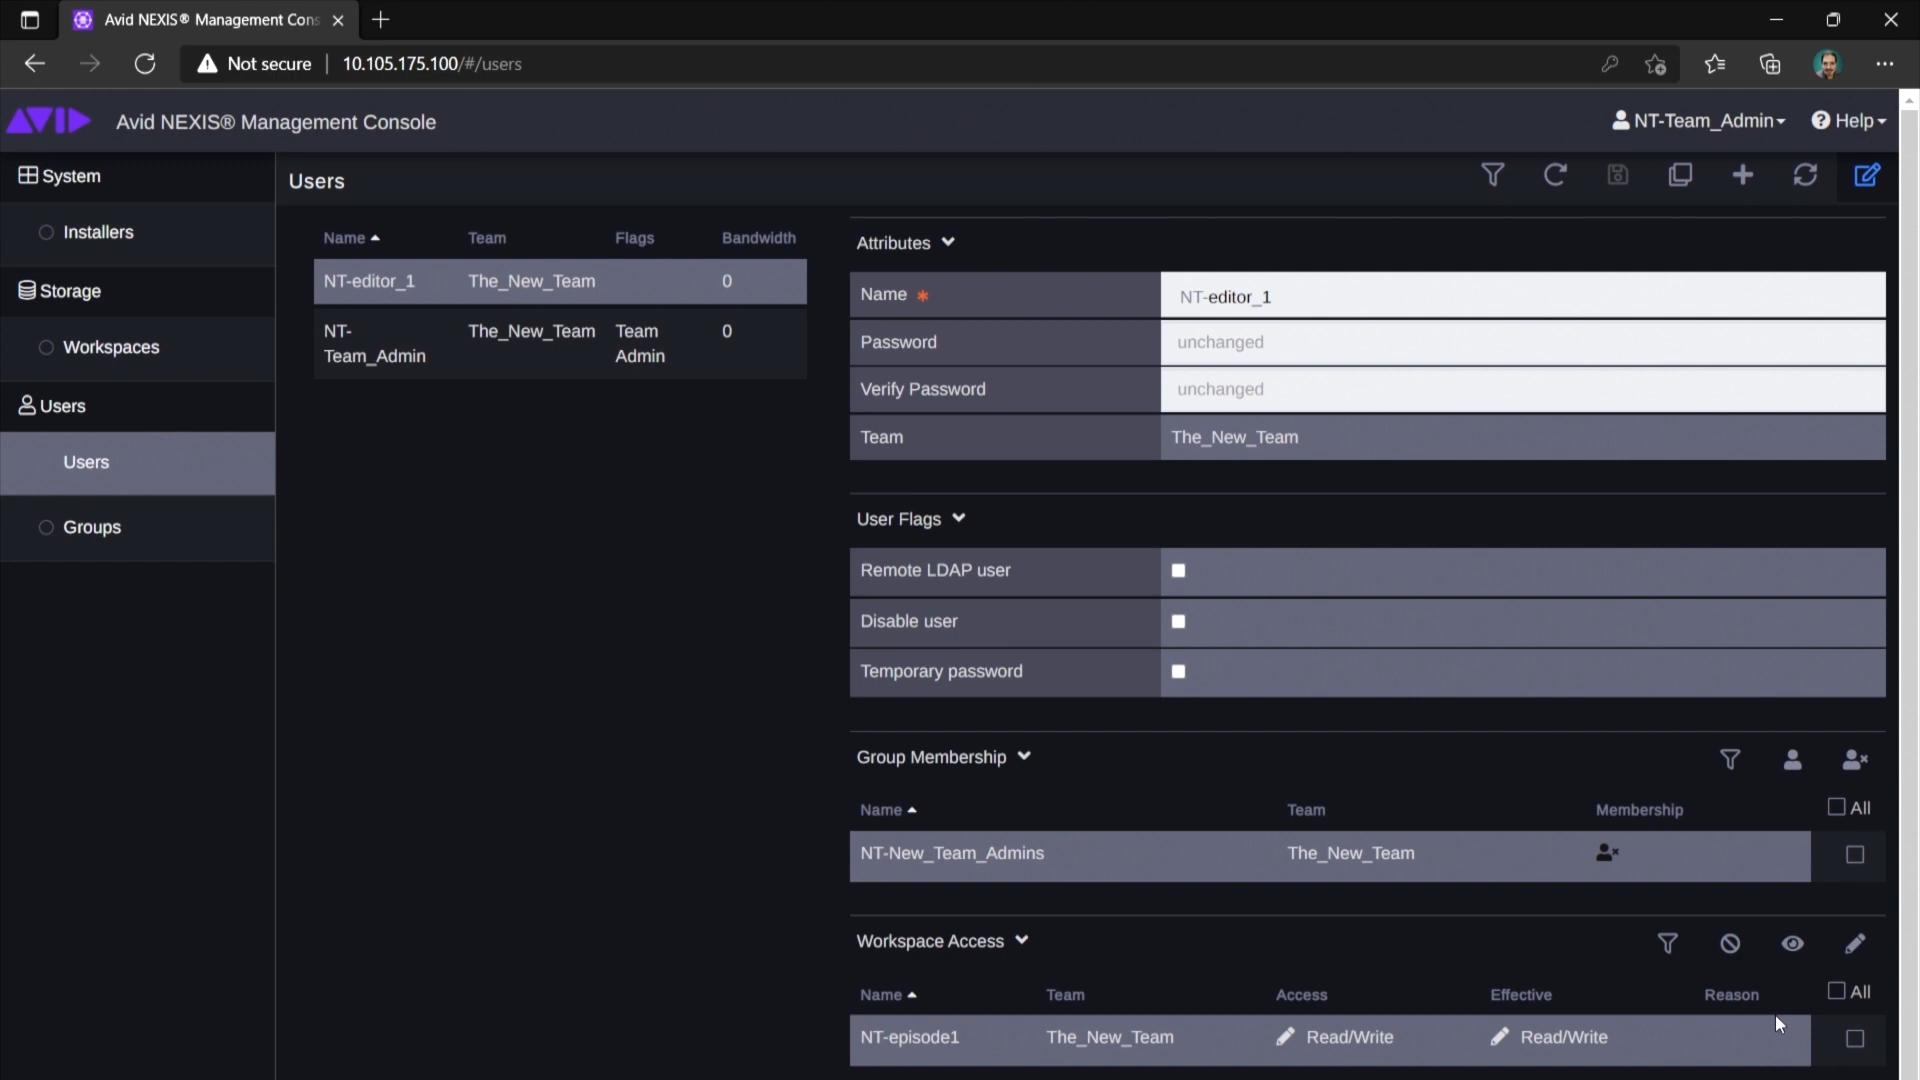 Avid NEXIS® Management Cons
Not secure
10.105.175.100/#/users
AVID
Avid NEXIS® Management Console
NT-Team_Admin
Help
System
Installers
Storage
Workspaces
Users
Users
Groups
Users
Name
Team
Flags
Bandwidth
NT-editor_1
The_New_Team
0
NT-
Team_Admin
The_New_Team
Team
Admin
0
Attributes
Name *
NT-editor_1
Password
unchanged
Verify Password
unchanged
Team
The_New_Team
User Flags
Remote LDAP user
Disable user
Temporary password
Group Membership
Name
Team
Membership
All
NT-New_Team_Admins
The_New_Team
Workspace Access
Name
Team
Access
Effective
Reason
All
NT-episode1
The_New_Team
Read/Write
Read/Write